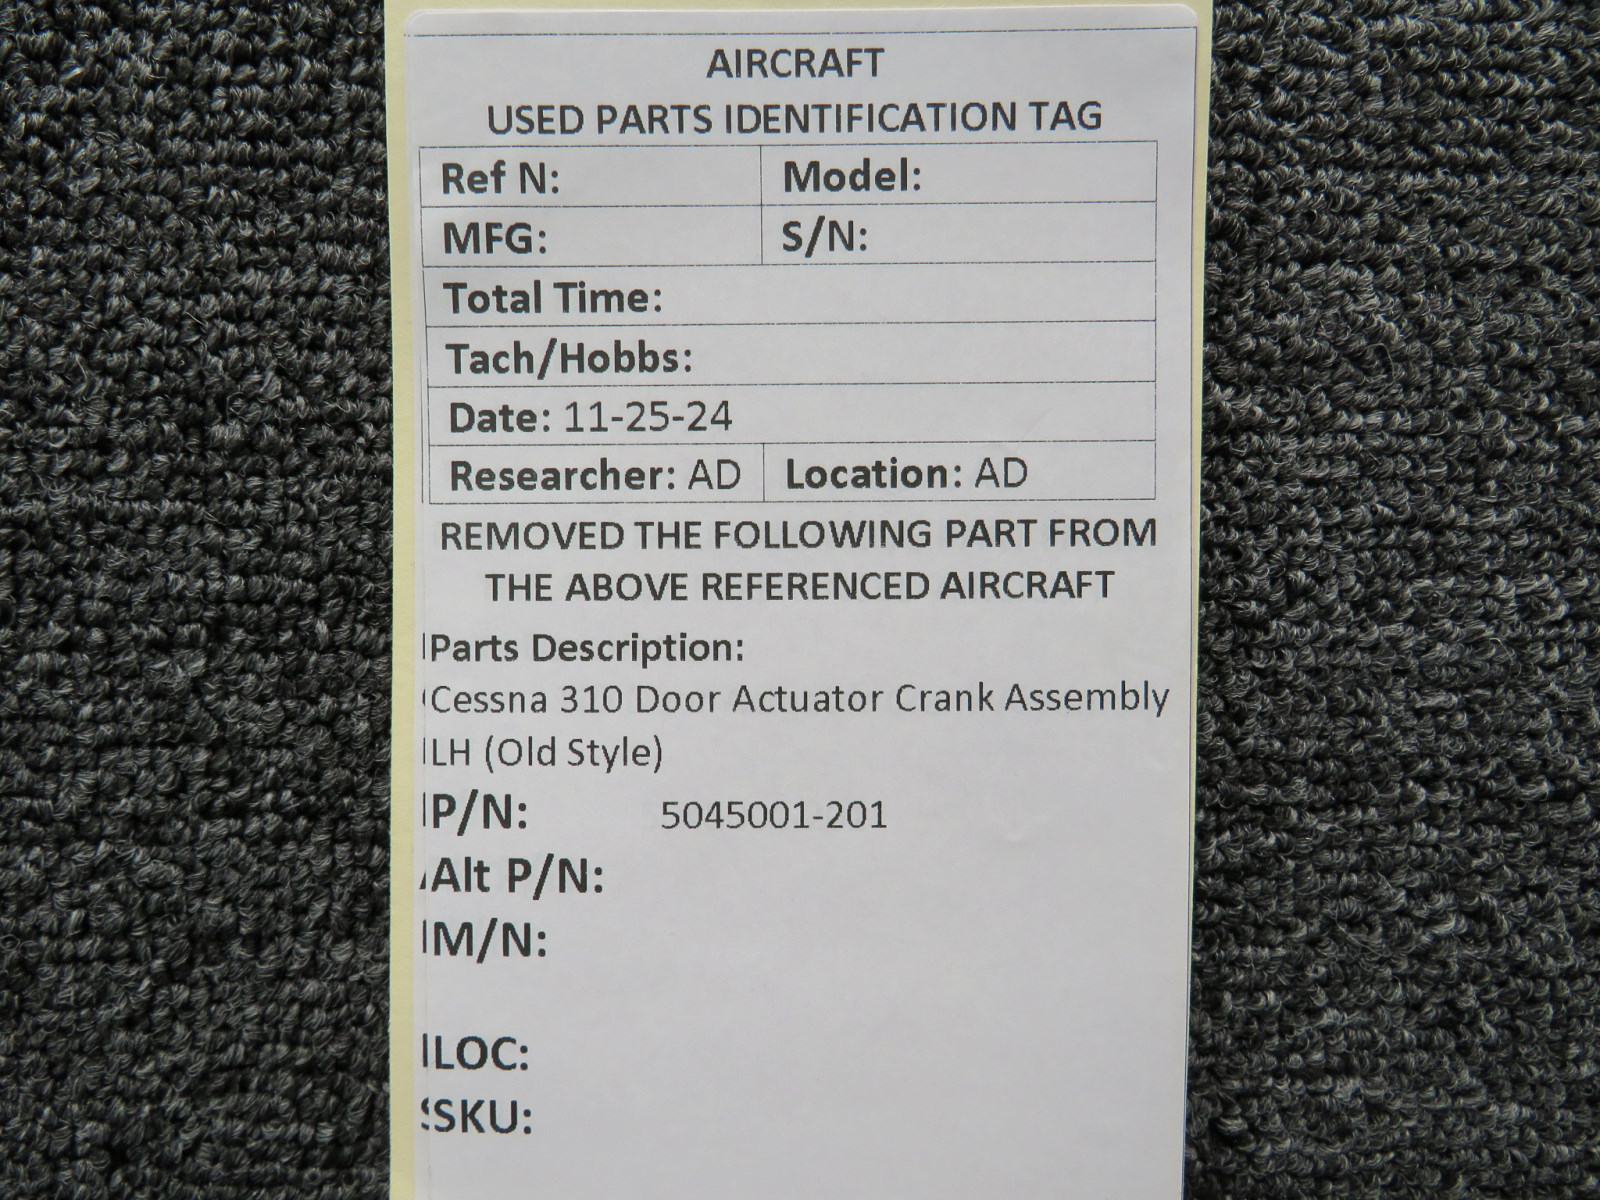 AIRCRAFT
USED PARTS IDENTIFICATION TAG
Ref N: Model:
MFG: S/N:
Total Time:
Tach/Hobbs:
Date: 11-25-24
Researcher: AD Location: AD
REMOVED THE FOLLOWING PART FROM
THE ABOVE REFERENCED AIRCRAFT
Parts Description:
Cessna 310 Door Actuator Crank Assembly
LH (Old Style)
P/N: 5045001-201
Alt P/N:
M/N:
LOC:
SKU: